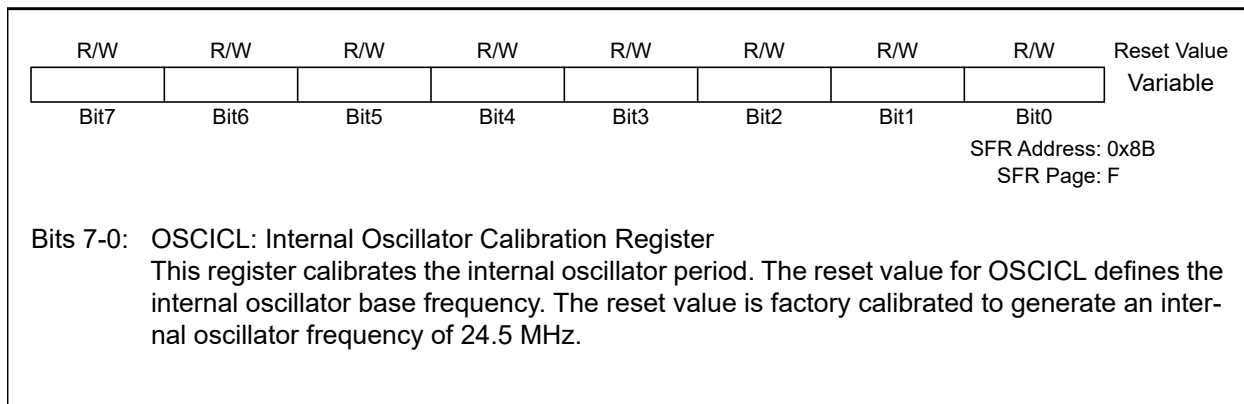 R/W R/W R/W R/W R/W R/W R/W R/W Reset Value
Variable
Bit7 Bit6 Bit5 Bit4 Bit3 Bit2 Bit1 Bit0
SFR Address: 0x8B
SFR Page: F
Bits 7-0: OSCICL: Internal Oscillator Calibration Register
This register calibrates the internal oscillator period. The reset value for OSCICL defines the
internal oscillator base frequency. The reset value is factory calibrated to generate an inter-
nal oscillator frequency of 24.5 MHz.